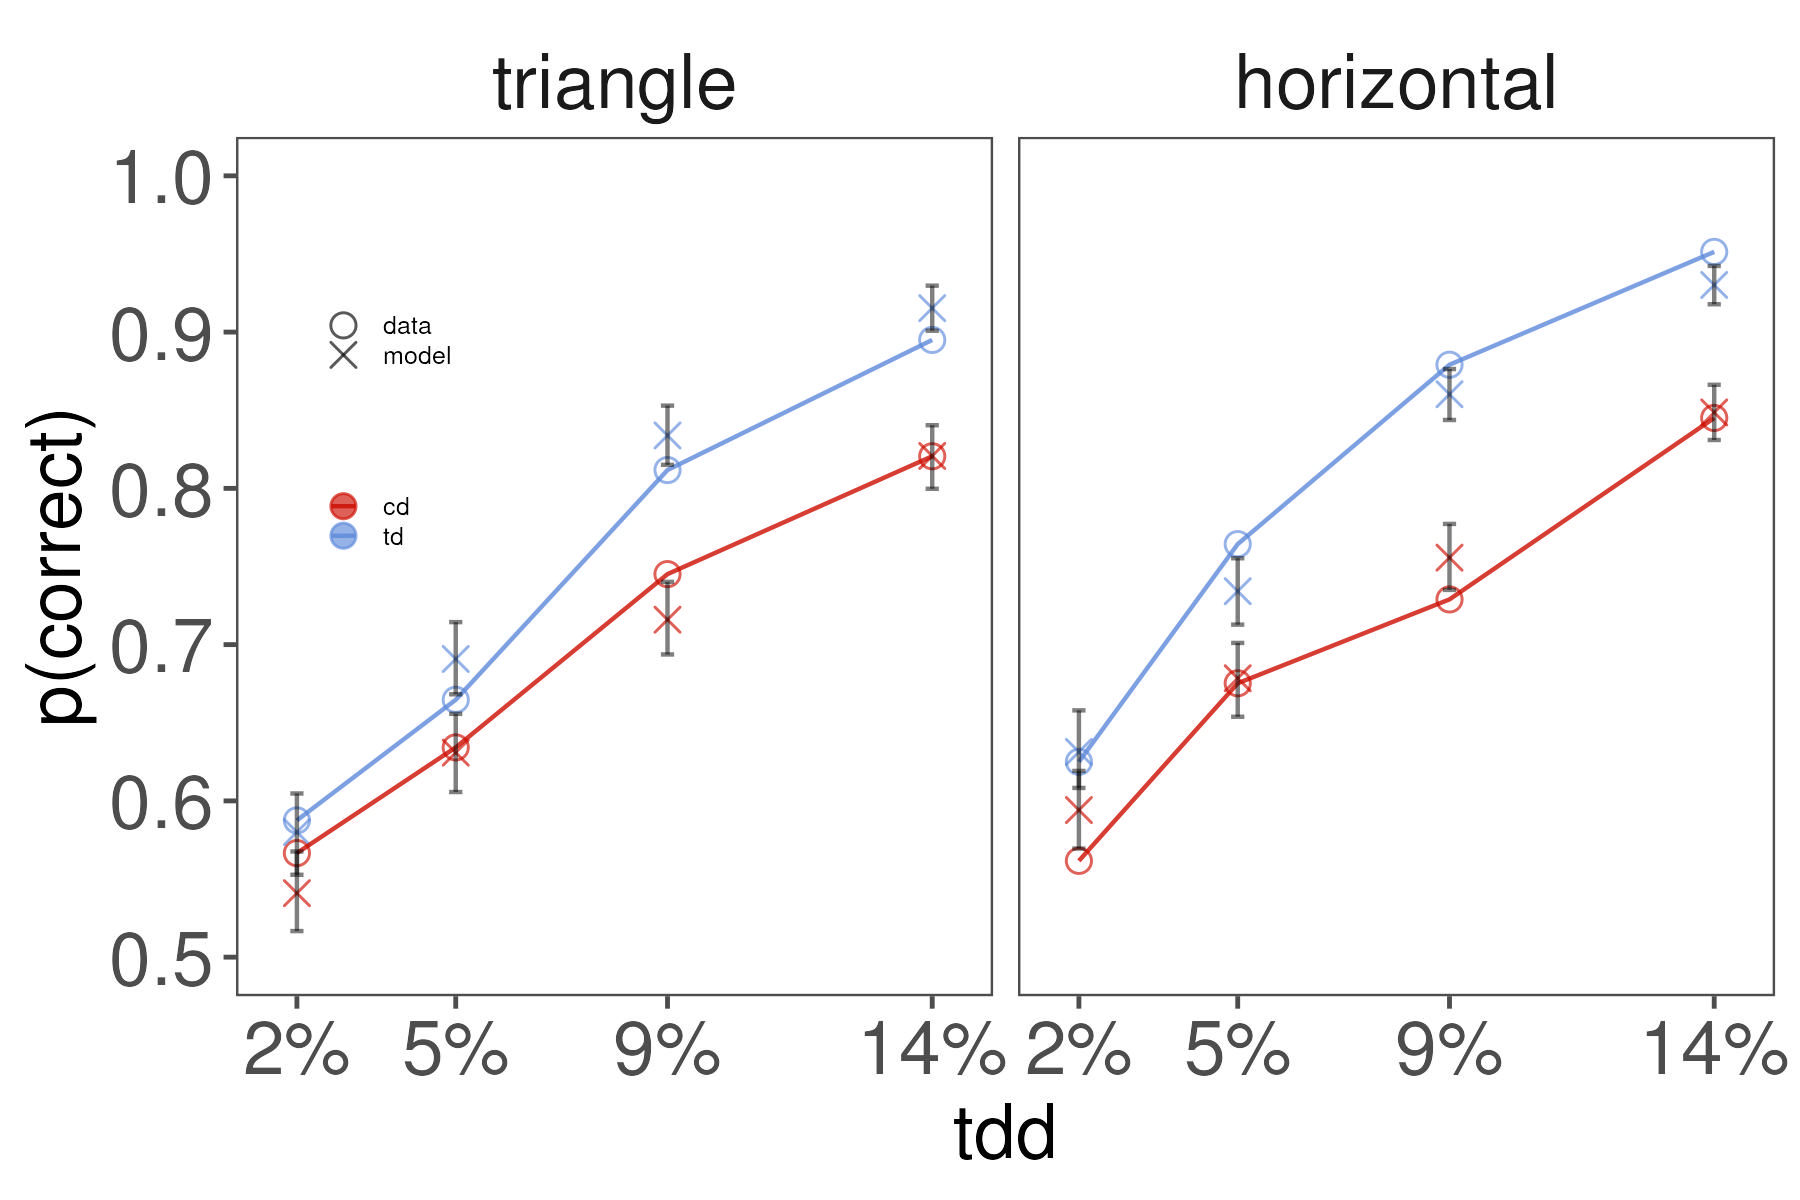 triangle
horizontal
1.0
0.9
0.8
0.7
0.6
0.5
p(correct)
data
model
cd
td
2% 5% 9% 14%
2% 5% 9% 14%
tdd